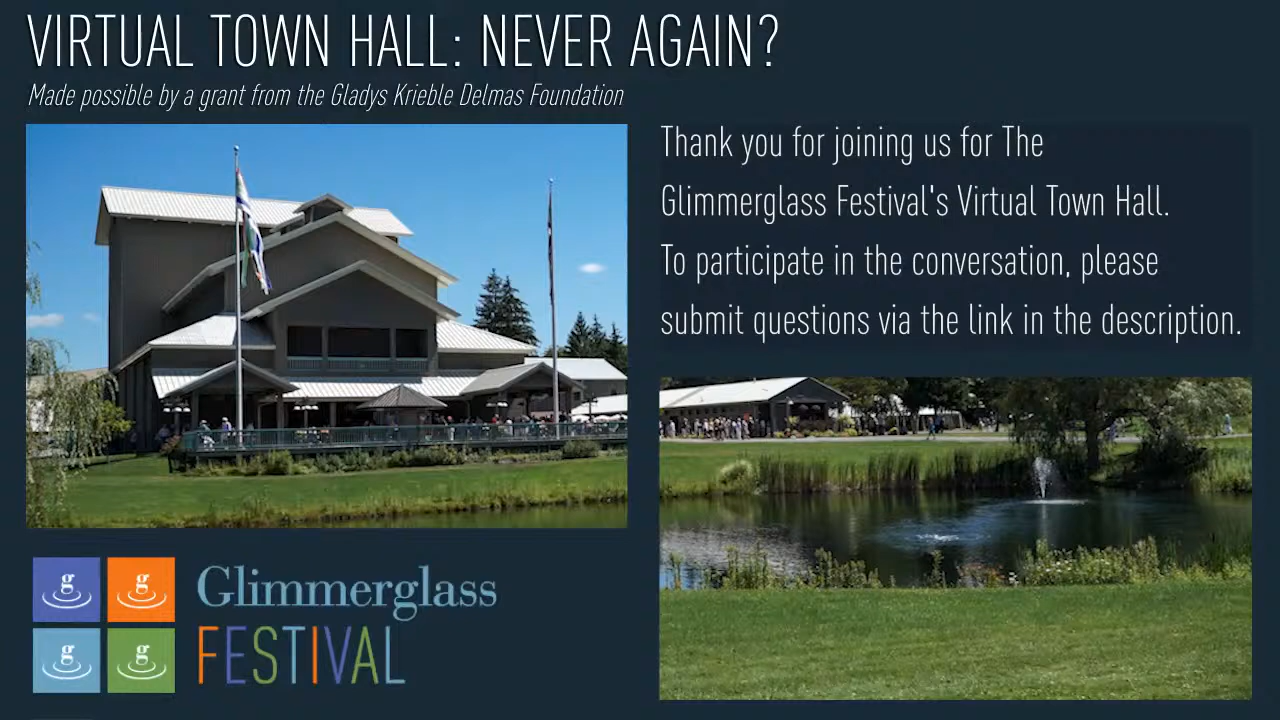 VIRTUAL TOWN HALL: NEVER AGAIN?
Made possible by a grant from the Gladys Krieble Delmas Foundation
Thank you for joining us for The
Glimmerglass Festival's Virtual Town Hall.
To participate in the conversation, please
submit questions via the link in the description.
g g
g g
Glimmerglass
FESTIVAL